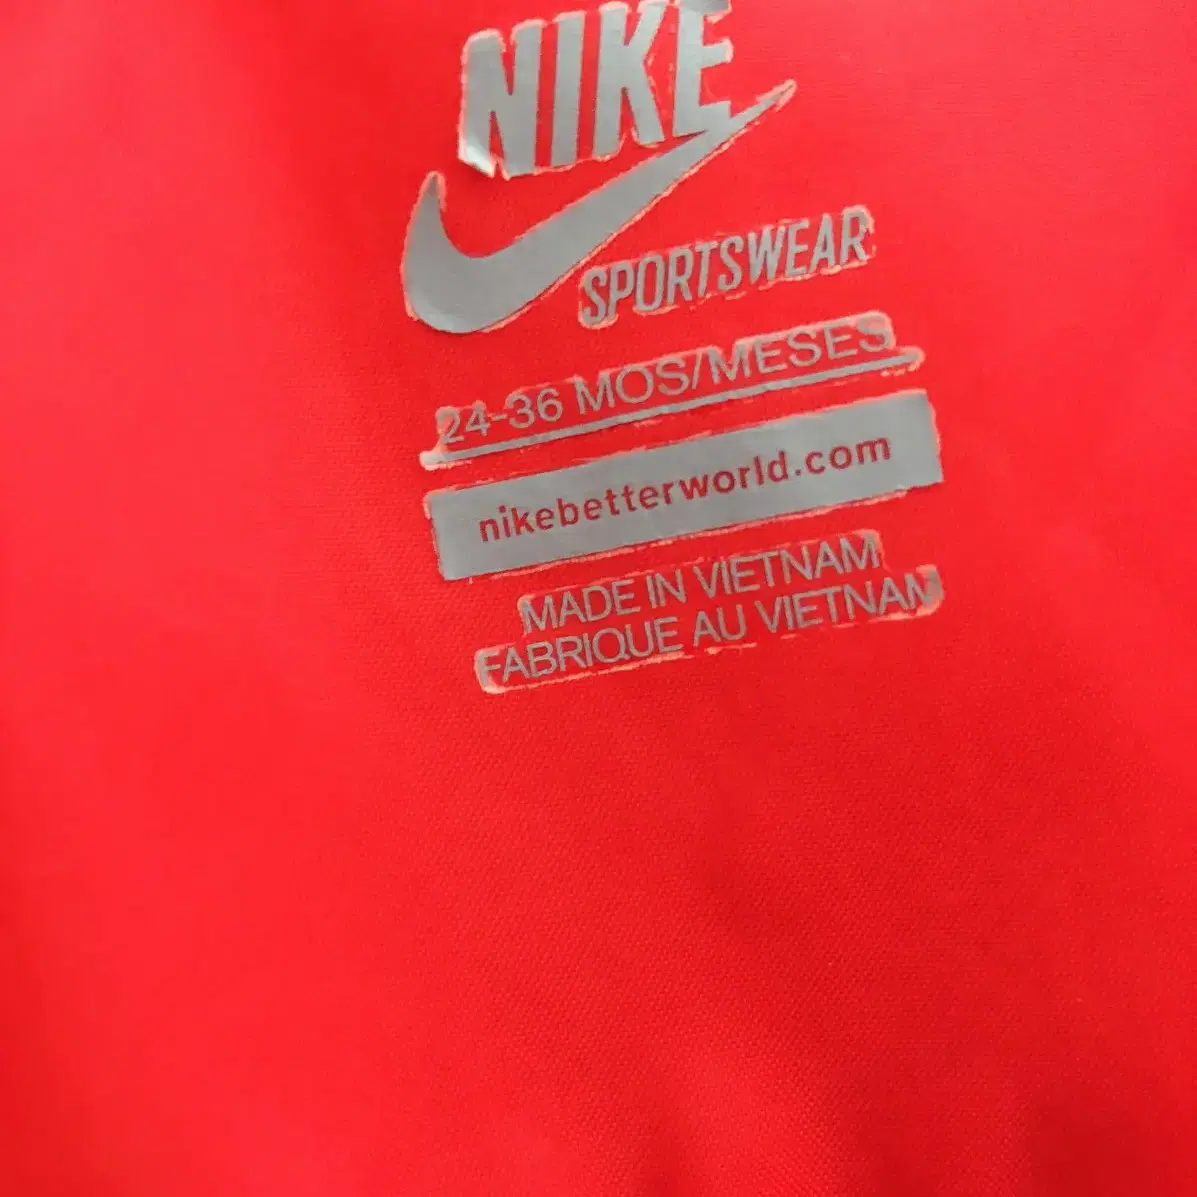 NIKE
SPORTSWEAR
24-36 MOS/MESES
nikebetterworld.com
MADE IN VIETNAM
FABRIQUE AU VIETNAM